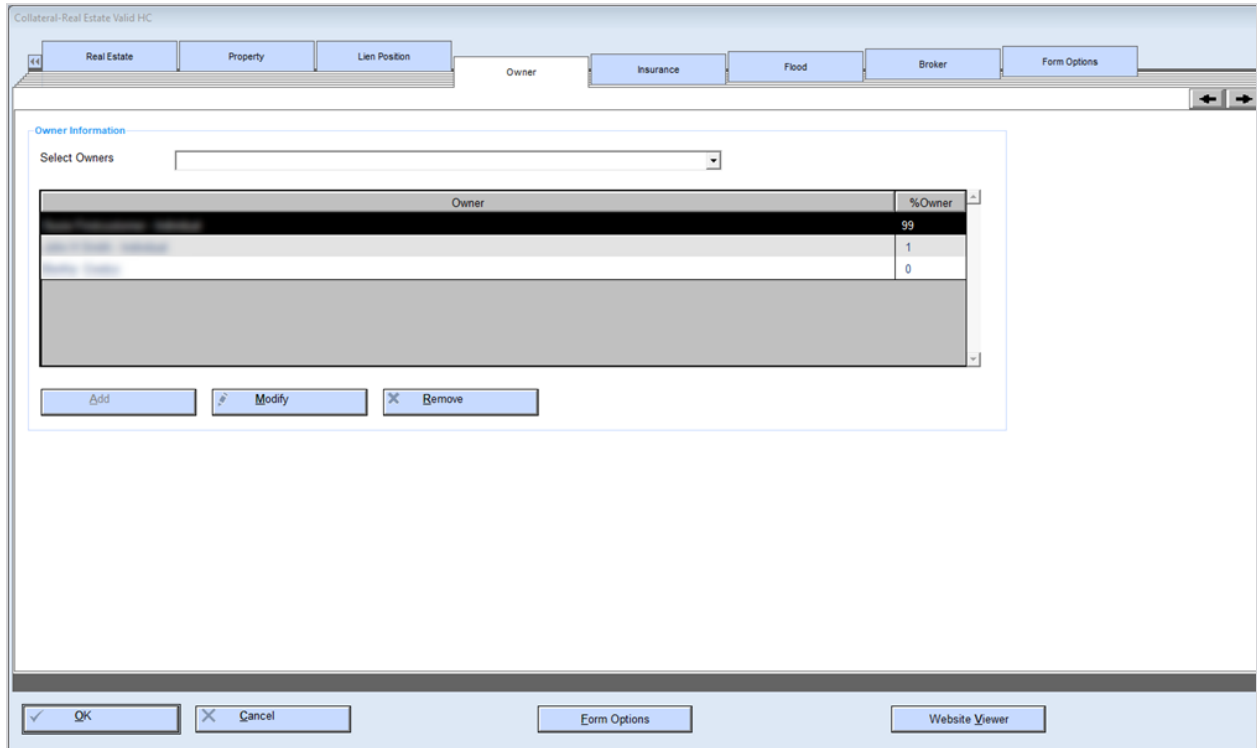 Collateral-Real Estate Valid HC
Real Estate
Property
Lien Position
Owner
Insurance
Flood
Broker
Form Options
Owner Information
Select Owners
Owner %Owner
99
1
0
Add
Modify
Remove
OK
Cancel
Form Options
Website Viewer